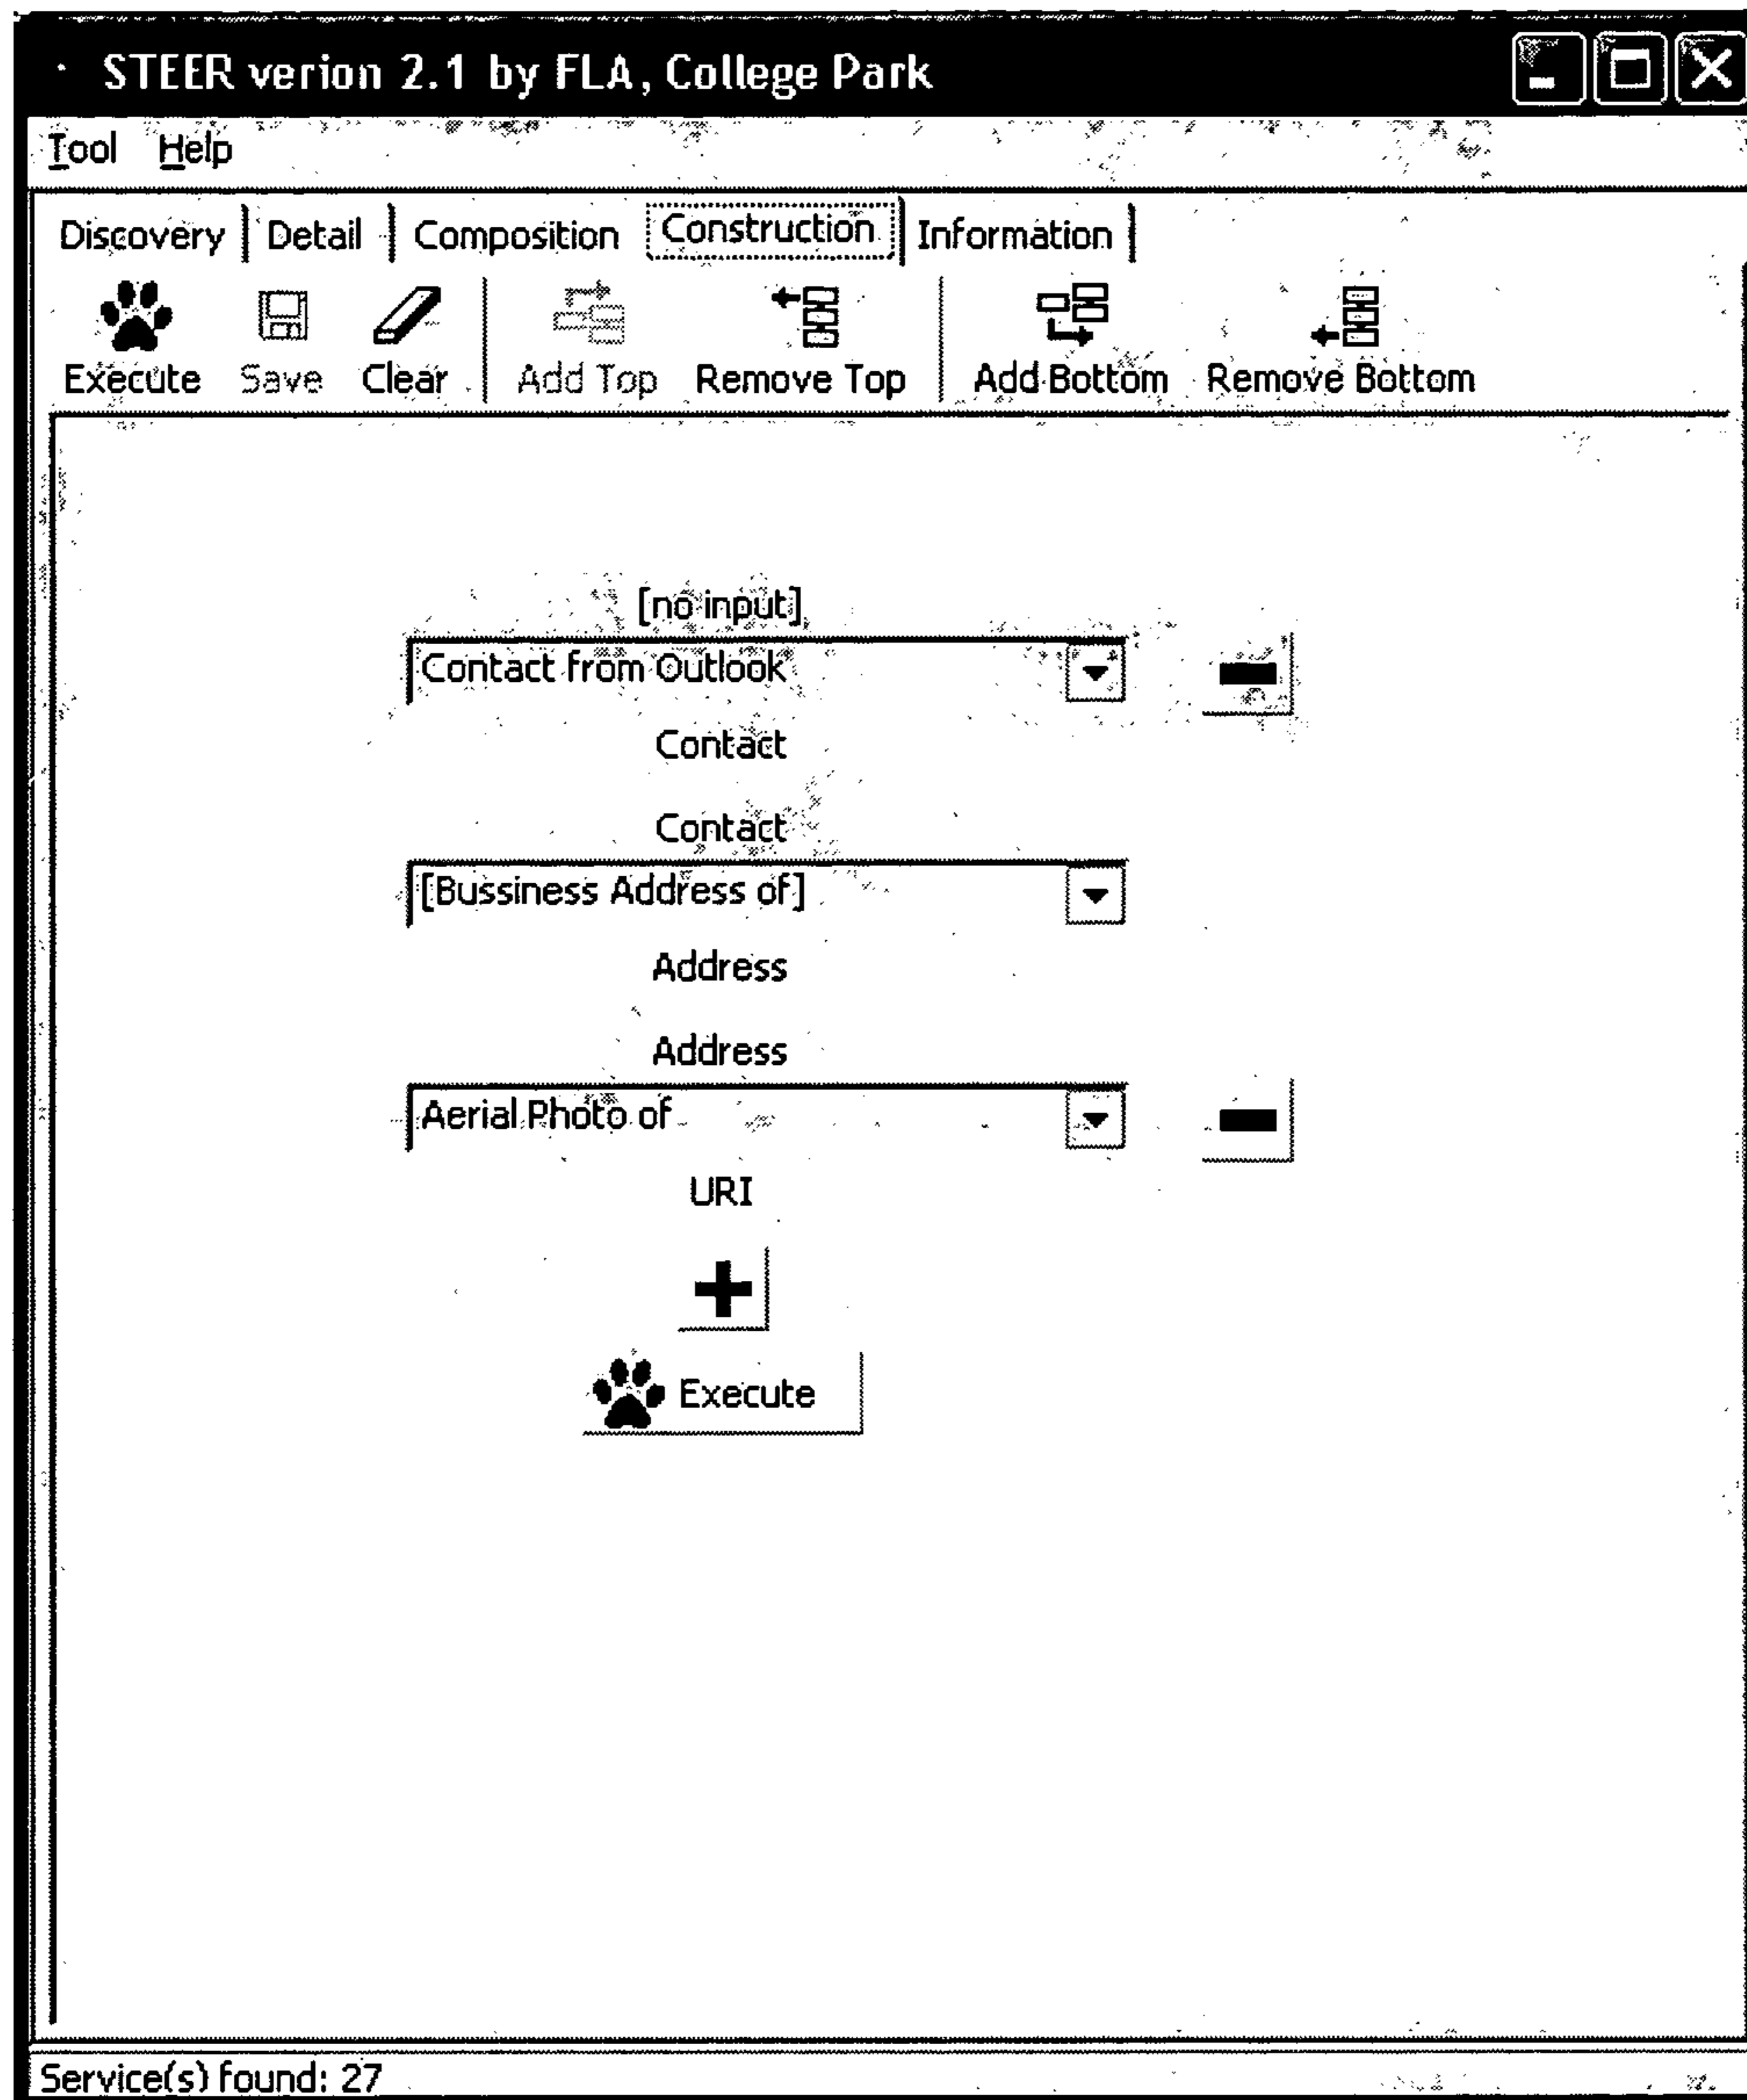 STEER verion 2.1 by FLA, College Park
Tool Help
Discovery Detail Composition Construction Information
Execute Save Clear Add Top Remove Top Add Bottom Remove Bottom
[no input]
Contact from Outlook
Contact
Contact
[Bussiness Address of]
Address
Address
Aerial Photo of
URI
Execute
Service(s) found: 27